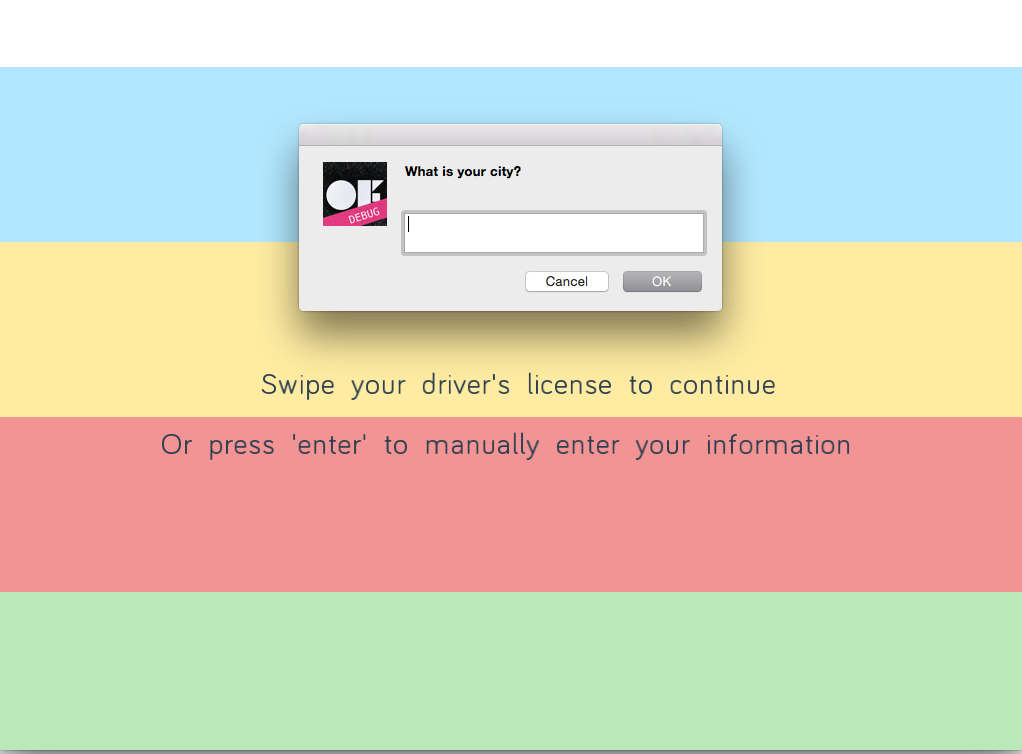 What is your city?
OF
DEBUG
Cancel
OK
Swipe your driver's license to continue
Or press 'enter' to manually enter your information